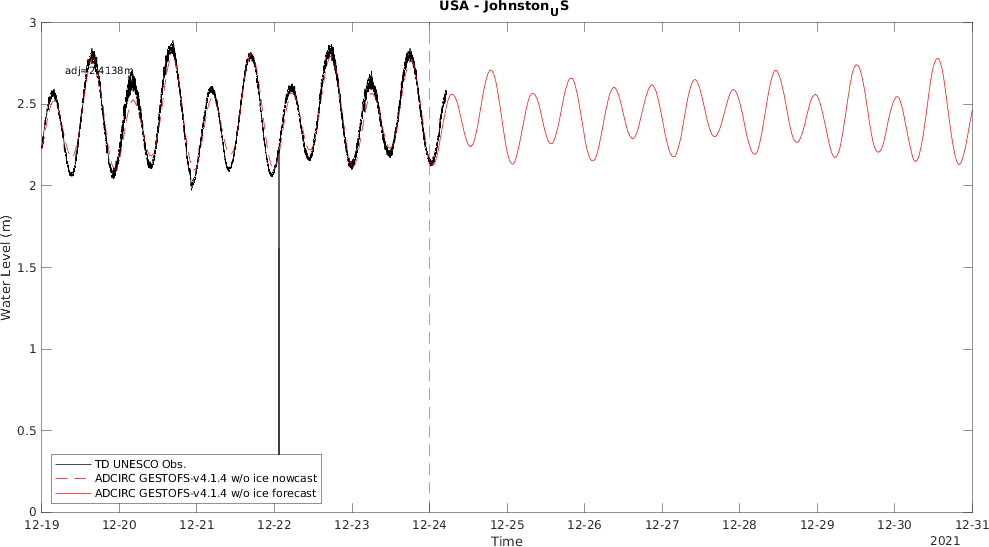 USA - Johnston_US
3
2.5
2
1.5
1
0.5
0
Water Level (m)
adj=2.4138m
TD UNESCO Obs.
ADCIRC GESTOFS-v4.1.4 w/o ice nowcast
ADCIRC GESTOFS-v4.1.4 w/o ice forecast
12-19 12-20 12-21 12-22 12-23 12-24 12-25 12-26 12-27 12-28 12-29 12-30 12-31
Time
2021